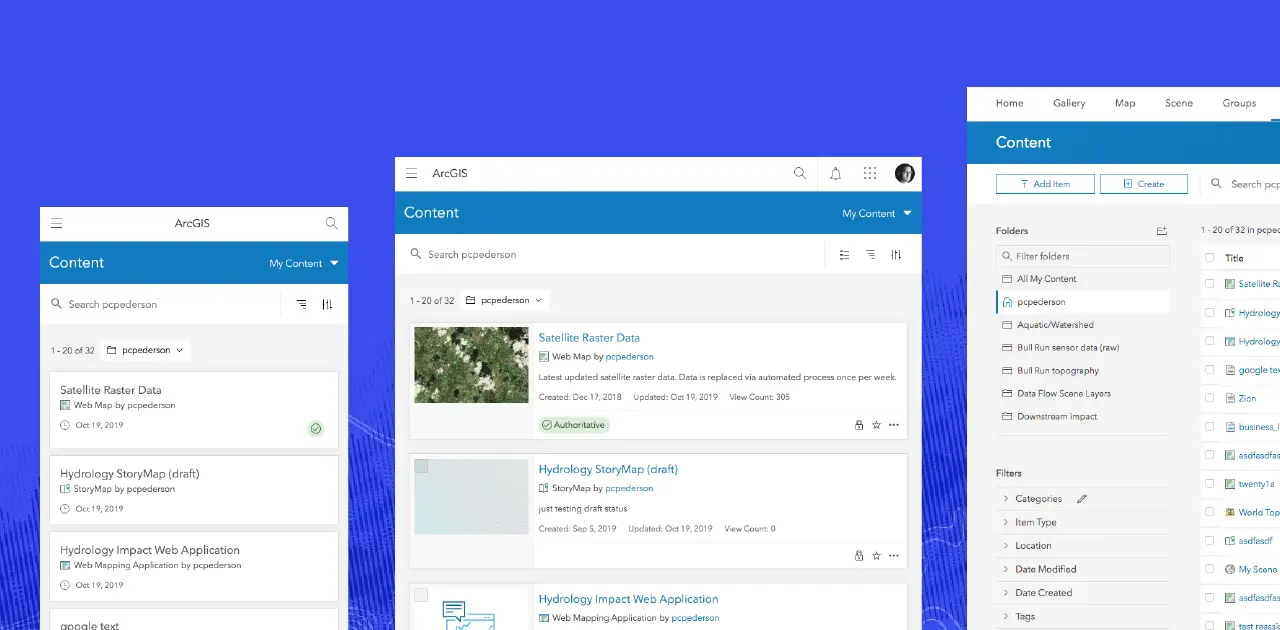 ArcGIS
Content
My Content
Search pcpederson
1 - 20 of 32
pcpederson
Satellite Raster Data
Web Map by pcpederson
Oct 19, 2019
Hydrology StoryMap (draft)
StoryMap by pcpederson
Oct 19, 2019
Hydrology Impact Web Application
Web Mapping Application by pcpederson
Oct 19, 2019
google text
ArcGIS
Content
My Content
Search pcpederson
1 - 20 of 32
pcpederson
Satellite Raster Data
Web Map by pcpederson
Latest updated satellite raster data. Data is replaced via automated process once per week.
Created: Dec 17, 2018 Updated: Oct 19, 2019 View Count: 305
Authoritative
Hydrology StoryMap (draft)
StoryMap by pcpederson
just testing draft status
Created: Sep 5, 2019 Updated: Oct 19, 2019 View Count: 0
Hydrology Impact Web Application
Web Mapping Application by pcpederson
Home Gallery Map Scene Groups
Content
Add Item Create Search pcp
Folders
Filter folders
All My Content
pcpederson
Aquatic/Watershed
Bull Run sensor data (raw)
Bull Run topography
Data Flow Scene Layers
Downstream impact
Filters
Categories
Item Type
Location
Date Modified
Date Created
Tags
1 - 20 of 32 in pcpede
Title
Satellite Ra
Hydrology
Hydrology
google tex
Zion
business_l
asdfasdfas
twenty1a
World Top
asdfasdf
My Scene
asdfasdfas
test reassi